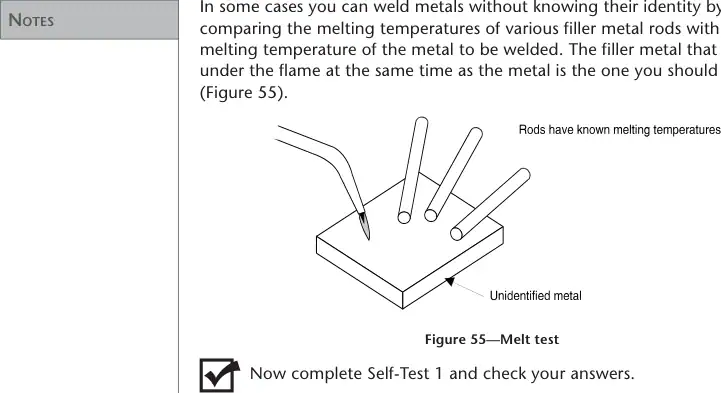 NOTES
In some cases you can weld metals without knowing their identity by
comparing the melting temperatures of various filler metal rods with
melting temperature of the metal to be welded. The filler metal that
under the flame at the same time as the metal is the one you should
(Figure 55).
Rods have known melting temperatures
Unidentified metal
Figure 55—Melt test
Now complete Self-Test 1 and check your answers.